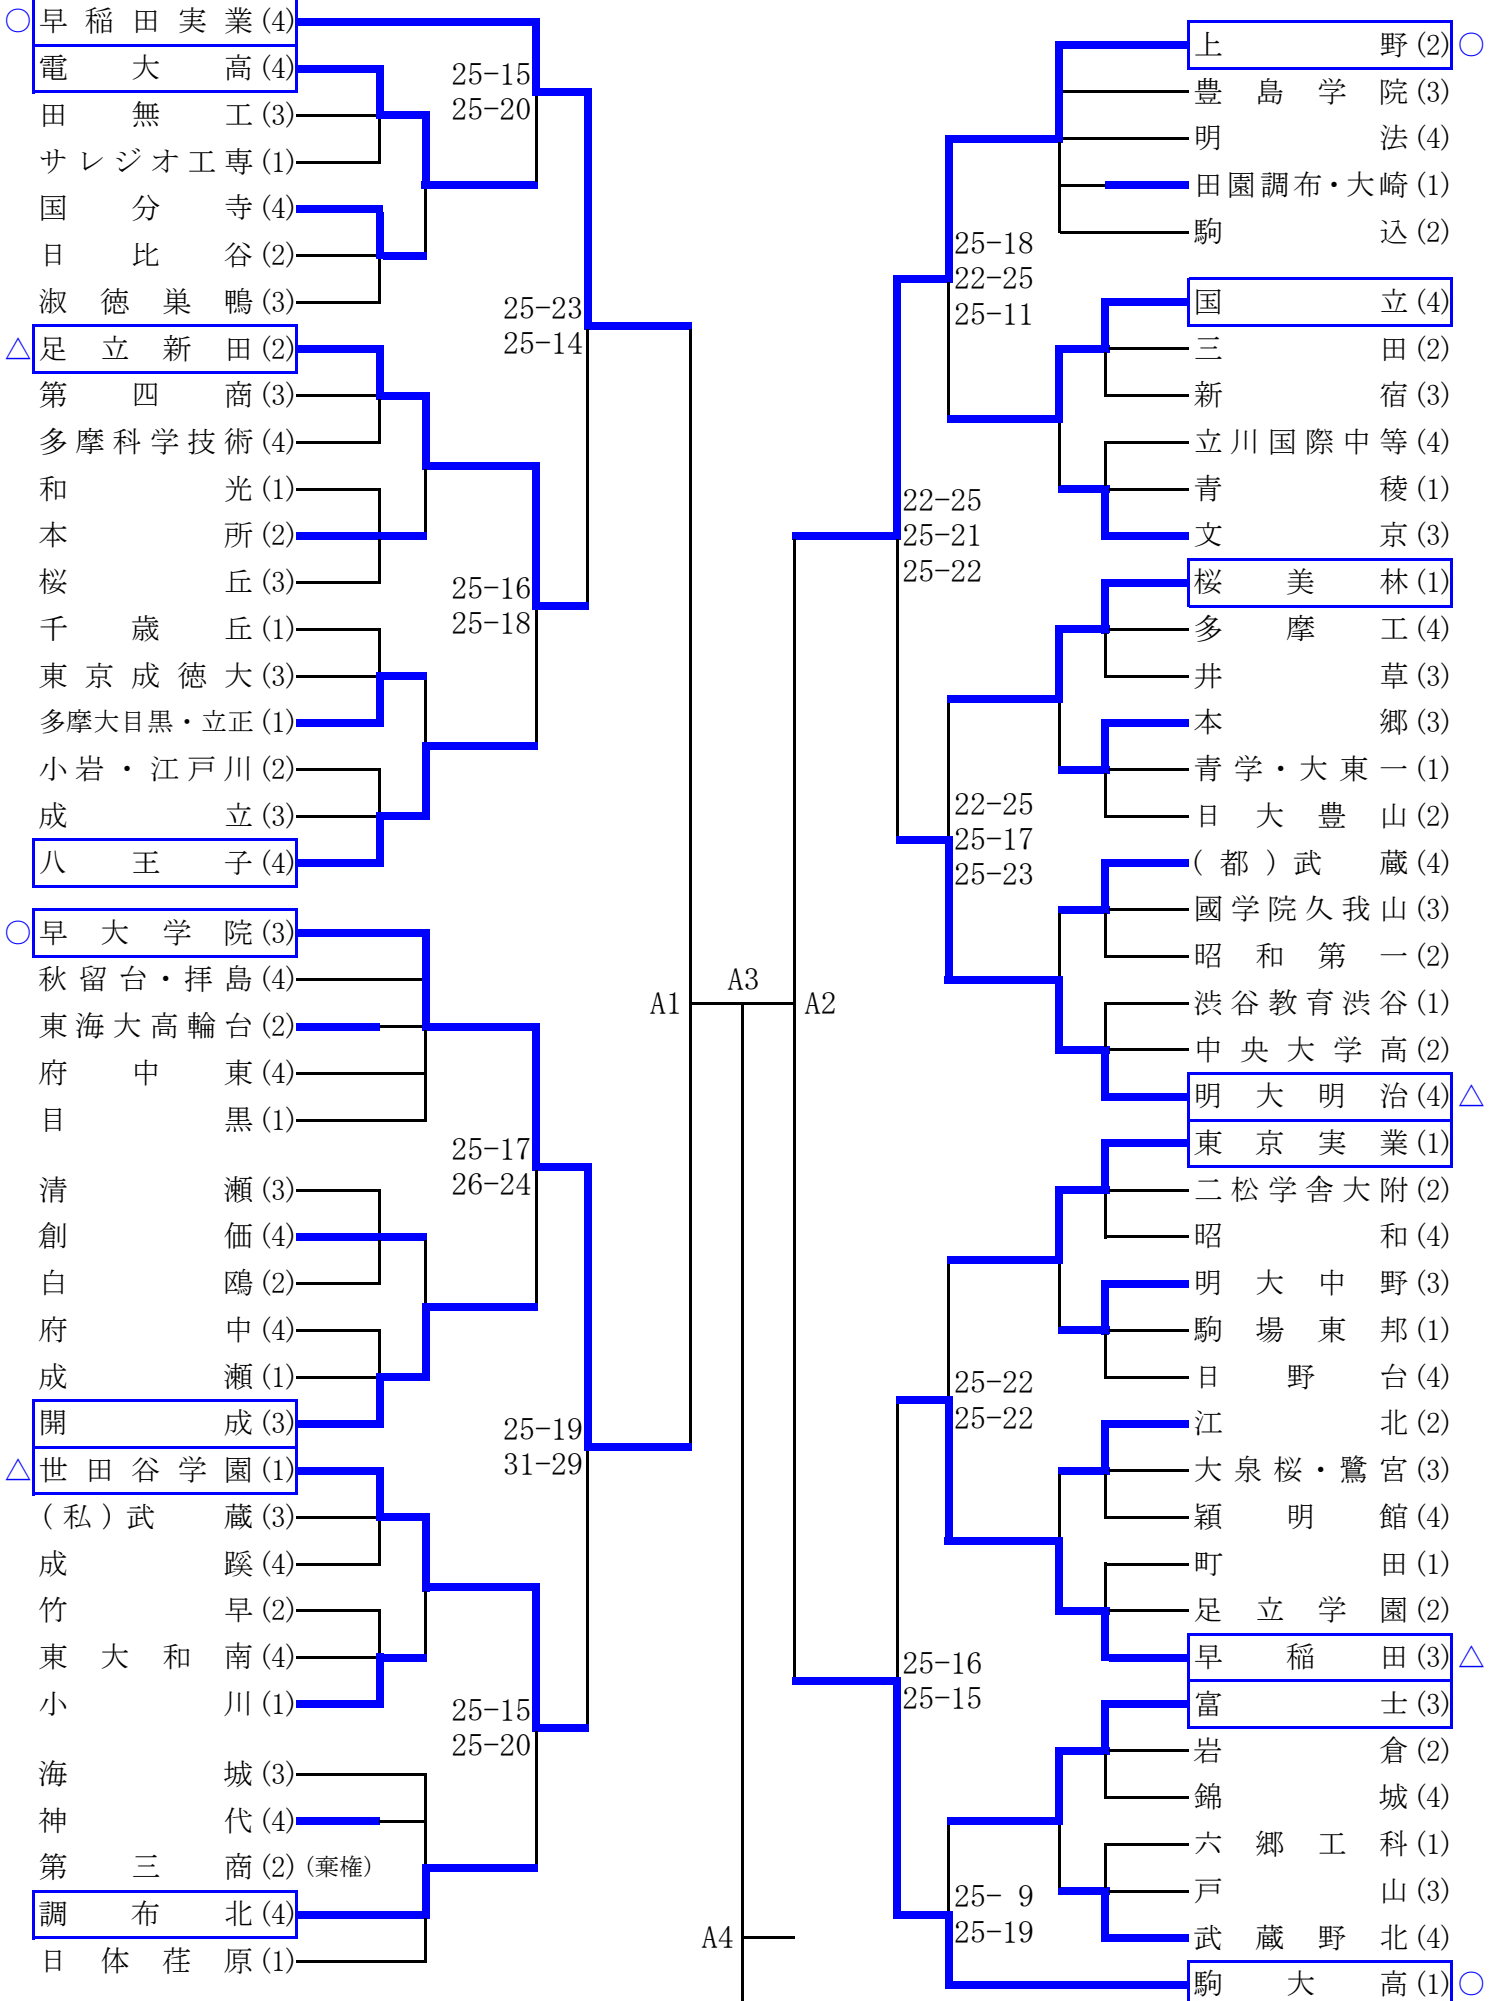 ○早稲田実業(4)
電大高(4)
田無工(3)
サレジオ工専(1)
国分寺(4)
日比谷(2)
淑徳巣鴨(3)
△足立新田(2)
第四商(3)
多摩科学技術(4)
和光(1)
本所(2)
桜丘(3)
千歳丘(1)
東京成徳大(3)
多摩大目黒・立正(1)
小岩・江戸川(2)
成立(3)
八王子(4)
○早大学院(3)
秋留台・拝島(4)
東海大高輪台(2)
府中東(4)
目黒(1)
清瀬(3)
創価(4)
白鴎(2)
府中(4)
成瀬(1)
開成(3)
△世田谷学園(1)
(私)武蔵(3)
成蹊(4)
竹早(2)
東大和南(4)
小川(1)
海城(3)
神代(4)
第三商(2)(棄権)
調布北(4)
日体荏原(1)
25-15
25-20
25-23
25-14
25-16
25-18
25-17
26-24
25-19
31-29
25-15
25-20
A1
A3
A2
A4
25-18
22-25
25-11
22-25
25-21
25-22
22-25
25-17
25-23
25-22
25-22
25-16
25-15
25- 9
25-19
上野(2)○
豊島学院(3)
明法(4)
田園調布・大崎(1)
駒込(2)
国立(4)
三田(2)
新宿(3)
立川国際中等(4)
青稜(1)
文京(3)
桜美林(1)
多摩工(4)
井草(3)
本郷(3)
青学・大東一(1)
日大豊山(2)
(都)武蔵(4)
國学院久我山(3)
昭和第一(2)
渋谷教育渋谷(1)
中央大学高(2)
明大明治(4)△
東京実業(1)
二松学舎大附(2)
昭和(4)
明大中野(3)
駒場東邦(1)
日野台(4)
江北(2)
大泉桜・鷺宮(3)
穎明館(4)
町田(1)
足立学園(2)
早稲田(3)△
富士(3)
岩倉(2)
錦城(4)
六郷工科(1)
戸山(3)
武蔵野北(4)
駒大高(1)○